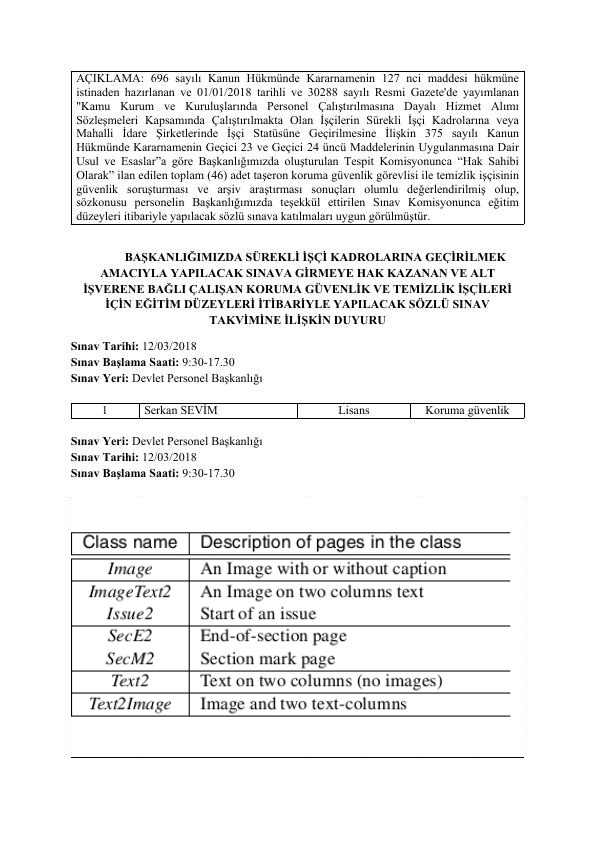 AÇIKLAMA: 696 sayılı Kanun Hükmünde Kararnamenin 127 nci maddesi hükmüne
istinaden hazırlanan ve 01/01/2018 tarihli ve 30288 sayılı Resmi Gazete'de yayımlanan
"Kamu Kurum ve Kuruluşlarında Personel Çalıştırılmasına Dayalı Hizmet Alımı
Sözleşmeleri Kapsamında Çalıştırılmakta Olan İşçilerin Sürekli İşçi Kadrolarına veya
Mahalli İdare Şirketlerinde İşçi Statüsüne Geçirilmesine İlişkin 375 sayılı Kanun
Hükmünde Kararnamenin Geçici 23 ve Geçici 24 üncü Maddelerinin Uygulanmasına Dair
Usul ve Esaslar”a göre Başkanlığımızda oluşturulan Tespit Komisyonunca “Hak Sahibi
Olarak” ilan edilen toplam (46) adet taşeron koruma güvenlik görevlisi ile temizlik işçisinin
güvenlik soruşturması ve arşiv araştırması sonuçları olumlu değerlendirilmiş olup,
sözkonusu personelin Başkanlığımızda teşekkül ettirilen Sınav Komisyonunca eğitim
düzeyleri itibariyle yapılacak sözlü sınava katılmaları uygun görülmüştür.
BAŞKANLIĞIMIZDA SÜREKLİ İŞÇİ KADROLARINA GEÇİRİLMEK
AMACIYLA YAPILACAK SINAVA GİRMEYE HAK KAZANAN VE ALT
İŞVERENE BAĞLI ÇALIŞAN KORUMA GÜVENLİK VE TEMİZLİK İŞÇİLERİ
İÇİN EĞİTİM DÜZEYLERİ İTİBARİYLE YAPILACAK SÖZLÜ SINAV
TAKVİMİNE İLİŞKİN DUYURU
Sınav Tarihi: 12/03/2018
Sınav Başlama Saati: 9:30-17.30
Sınav Yeri: Devlet Personel Başkanlığı
1 Serkan SEVİM Lisans Koruma güvenlik
Sınav Yeri: Devlet Personel Başkanlığı
Sınav Tarihi: 12/03/2018
Sınav Başlama Saati: 9:30-17.30
Class name Description of pages in the class
Image An Image with or without caption
ImageText2 An Image on two columns text
Issue2 Start of an issue
SecE2 End-of-section page
SecM2 Section mark page
Text2 Text on two columns (no images)
Text2Image Image and two text-columns